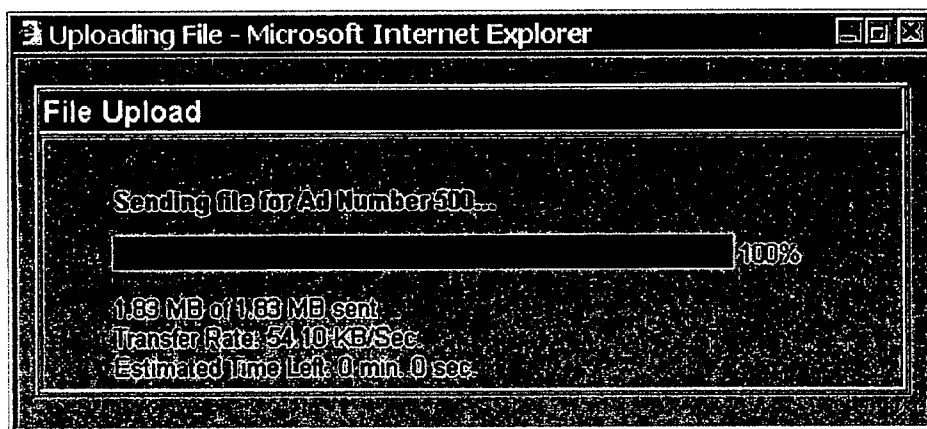 Uploading File - Microsoft Internet Explorer
File Upload
Sending file for Ad Number 500...
100%
1.83 MB of 1.83 MB sent
Transfer Rate: 54.10 KB/Sec.
Estimated Time Left: 0 min. 0 sec.